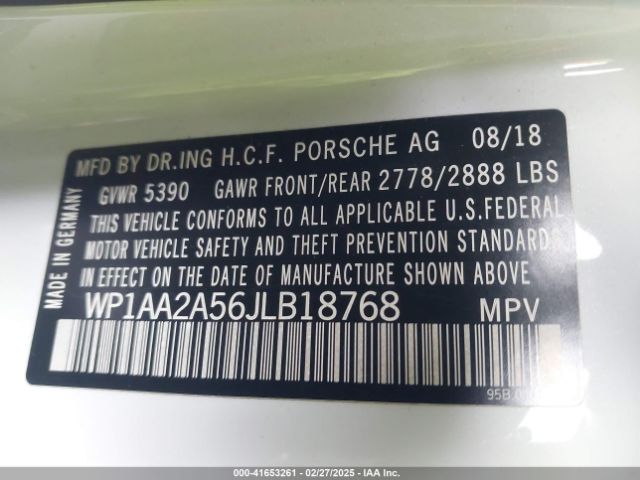 MFD BY DR.ING H.C.F. PORSCHE AG 08/18
GVWR 5390 GAWR FRONT/REAR 2778/2888 LBS
THIS VEHICLE CONFORMS TO ALL APPLICABLE U.S.FEDERAL
MOTOR VEHICLE SAFETY AND THEFT PREVENTION STANDARDS
IN EFFECT ON THE DATE OF MANUFACTURE SHOWN ABOVE
WP1AA2A56JLB18768 MPV
MADE IN GERMANY
000-41653261 - 02/27/2025 - IAA Inc.